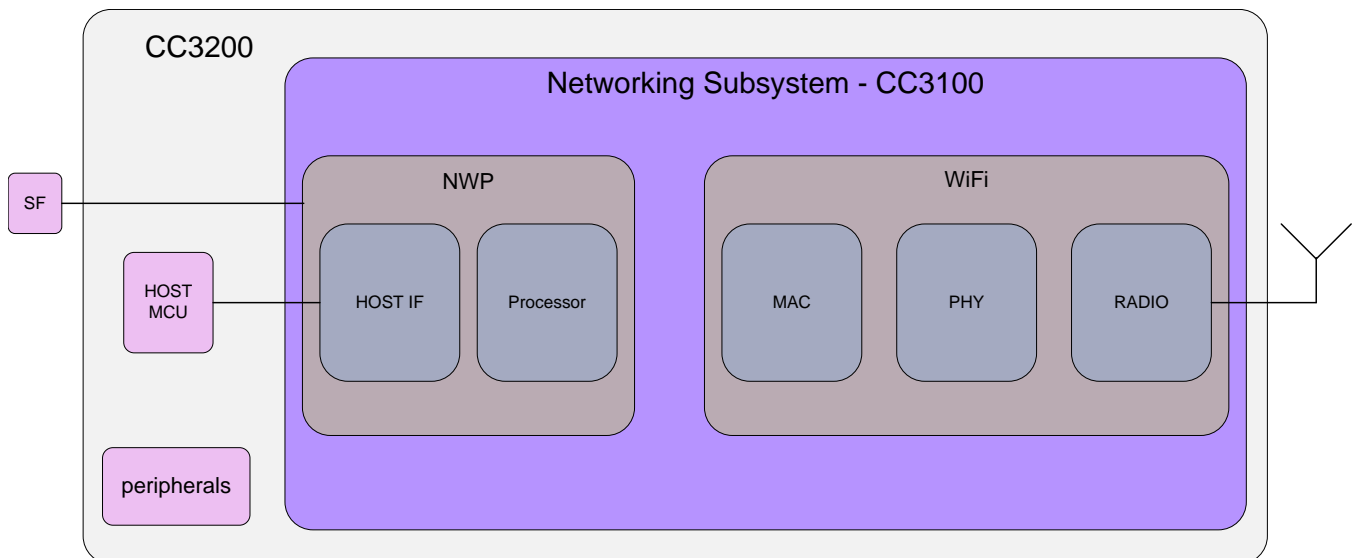 CC3200
Networking Subsystem - CC3100
NWP
WiFi
SF
HOST
MCU
HOST IF
Processor
MAC
PHY
RADIO
peripherals